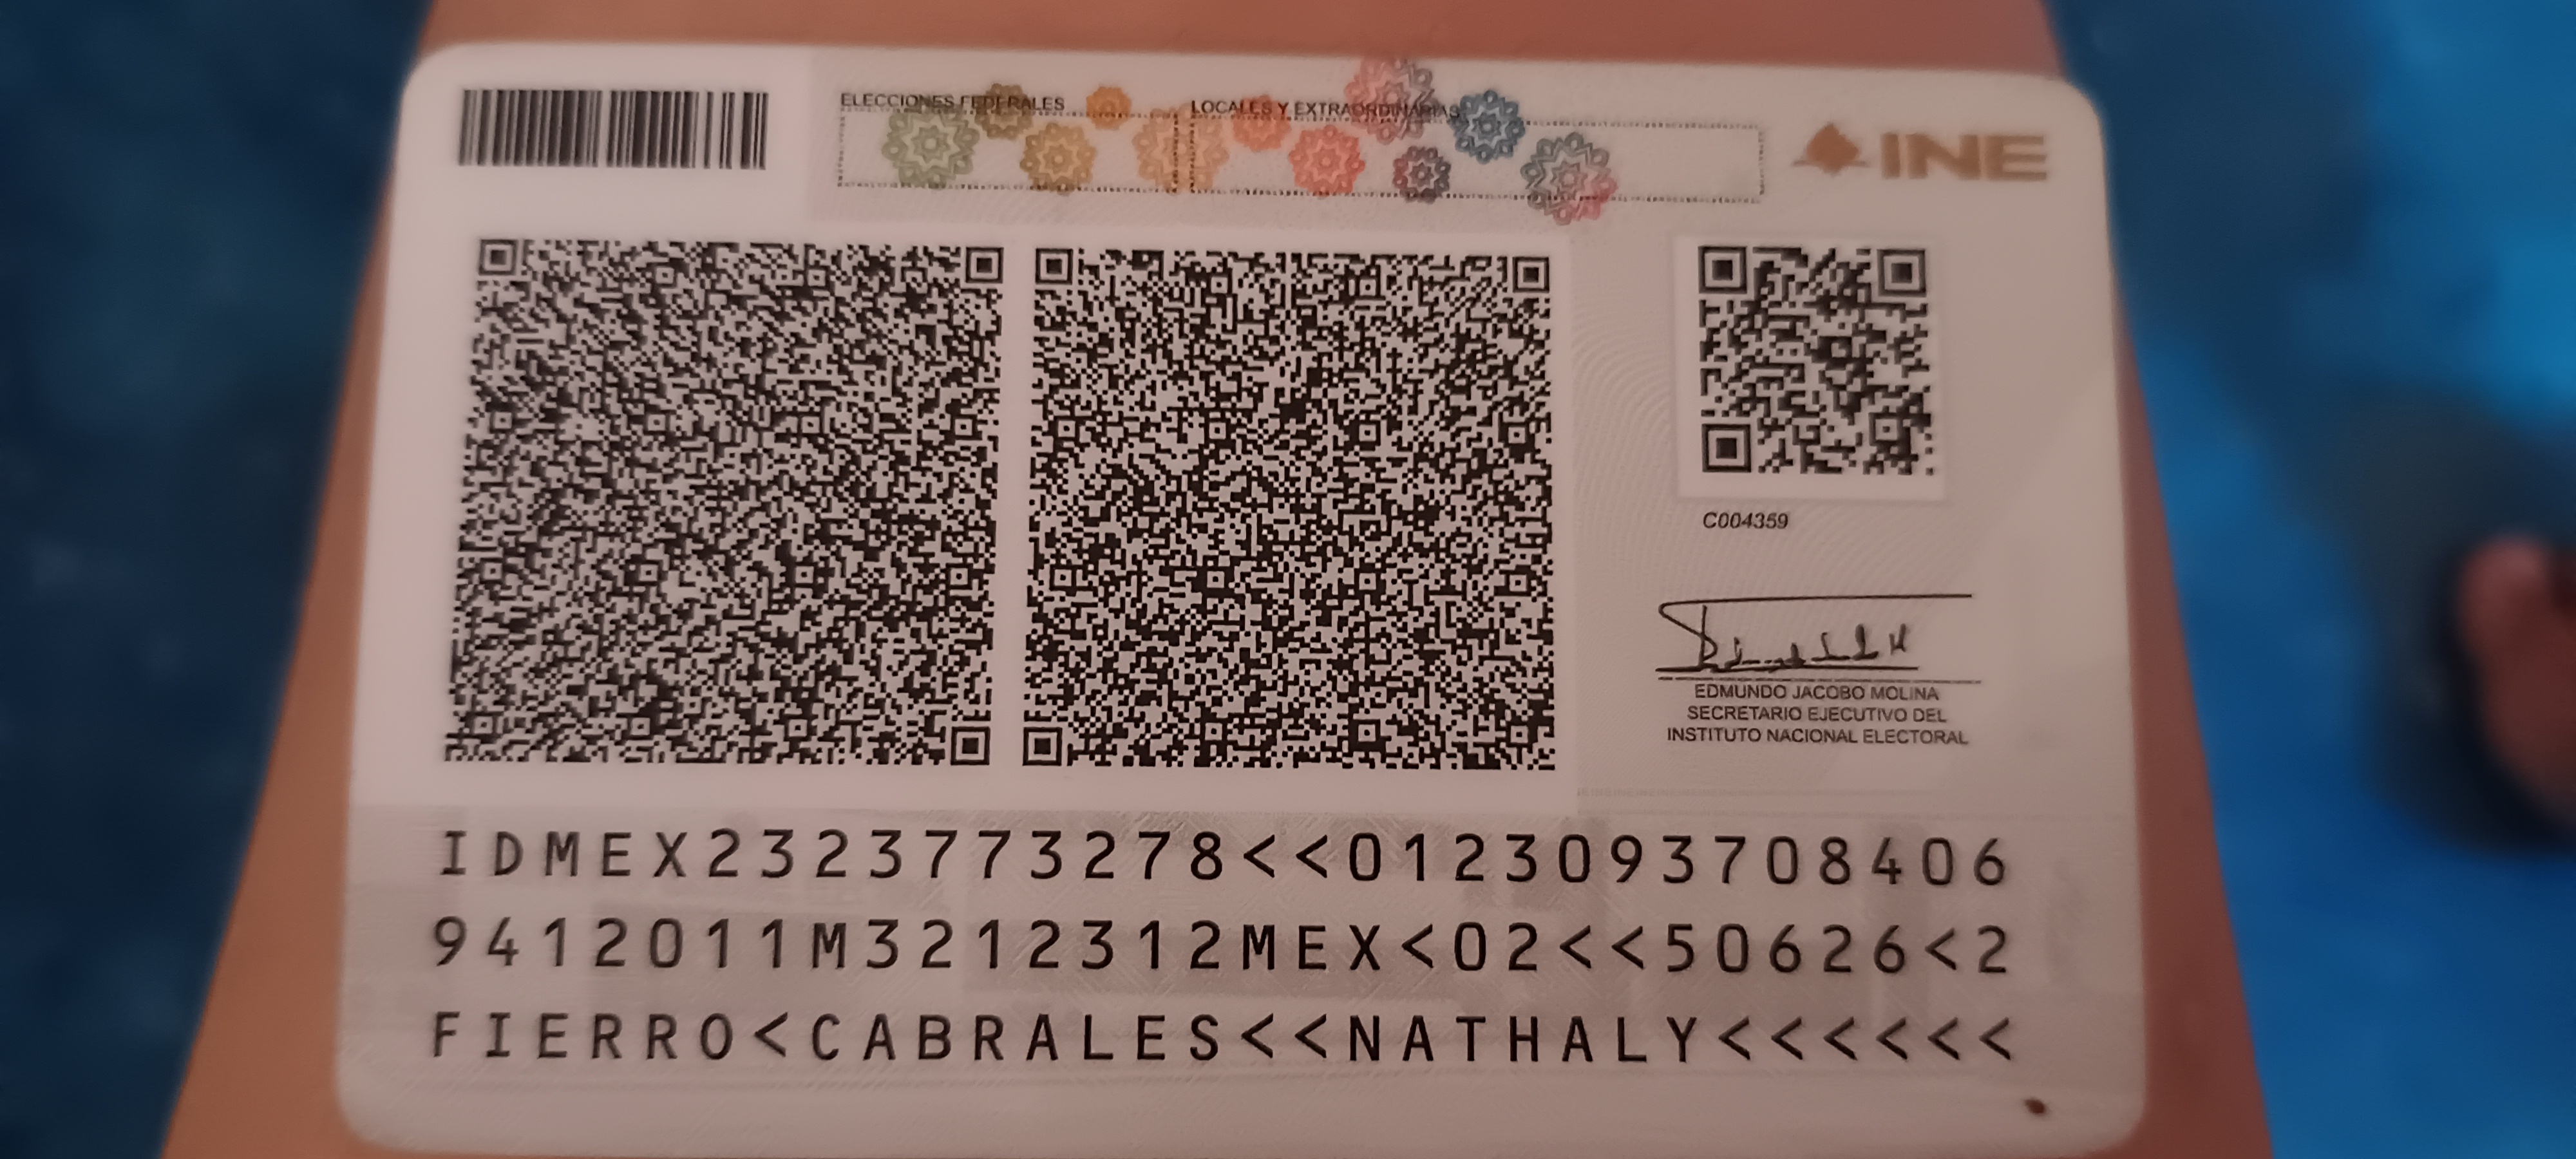 ELECCIONES FEDERALES LOCALES Y EXTRAORDINARIAS
INE
C004359
EDMUNDO JACOBO MOLINA
SECRETARIO EJECUTIVO DEL
INSTITUTO NACIONAL ELECTORAL
IDMEX2323773278<<0123093708406
9412011M3212312MEX<02<<50626<2
FIERRO<CABRALES<<NATHALY<<<<<<